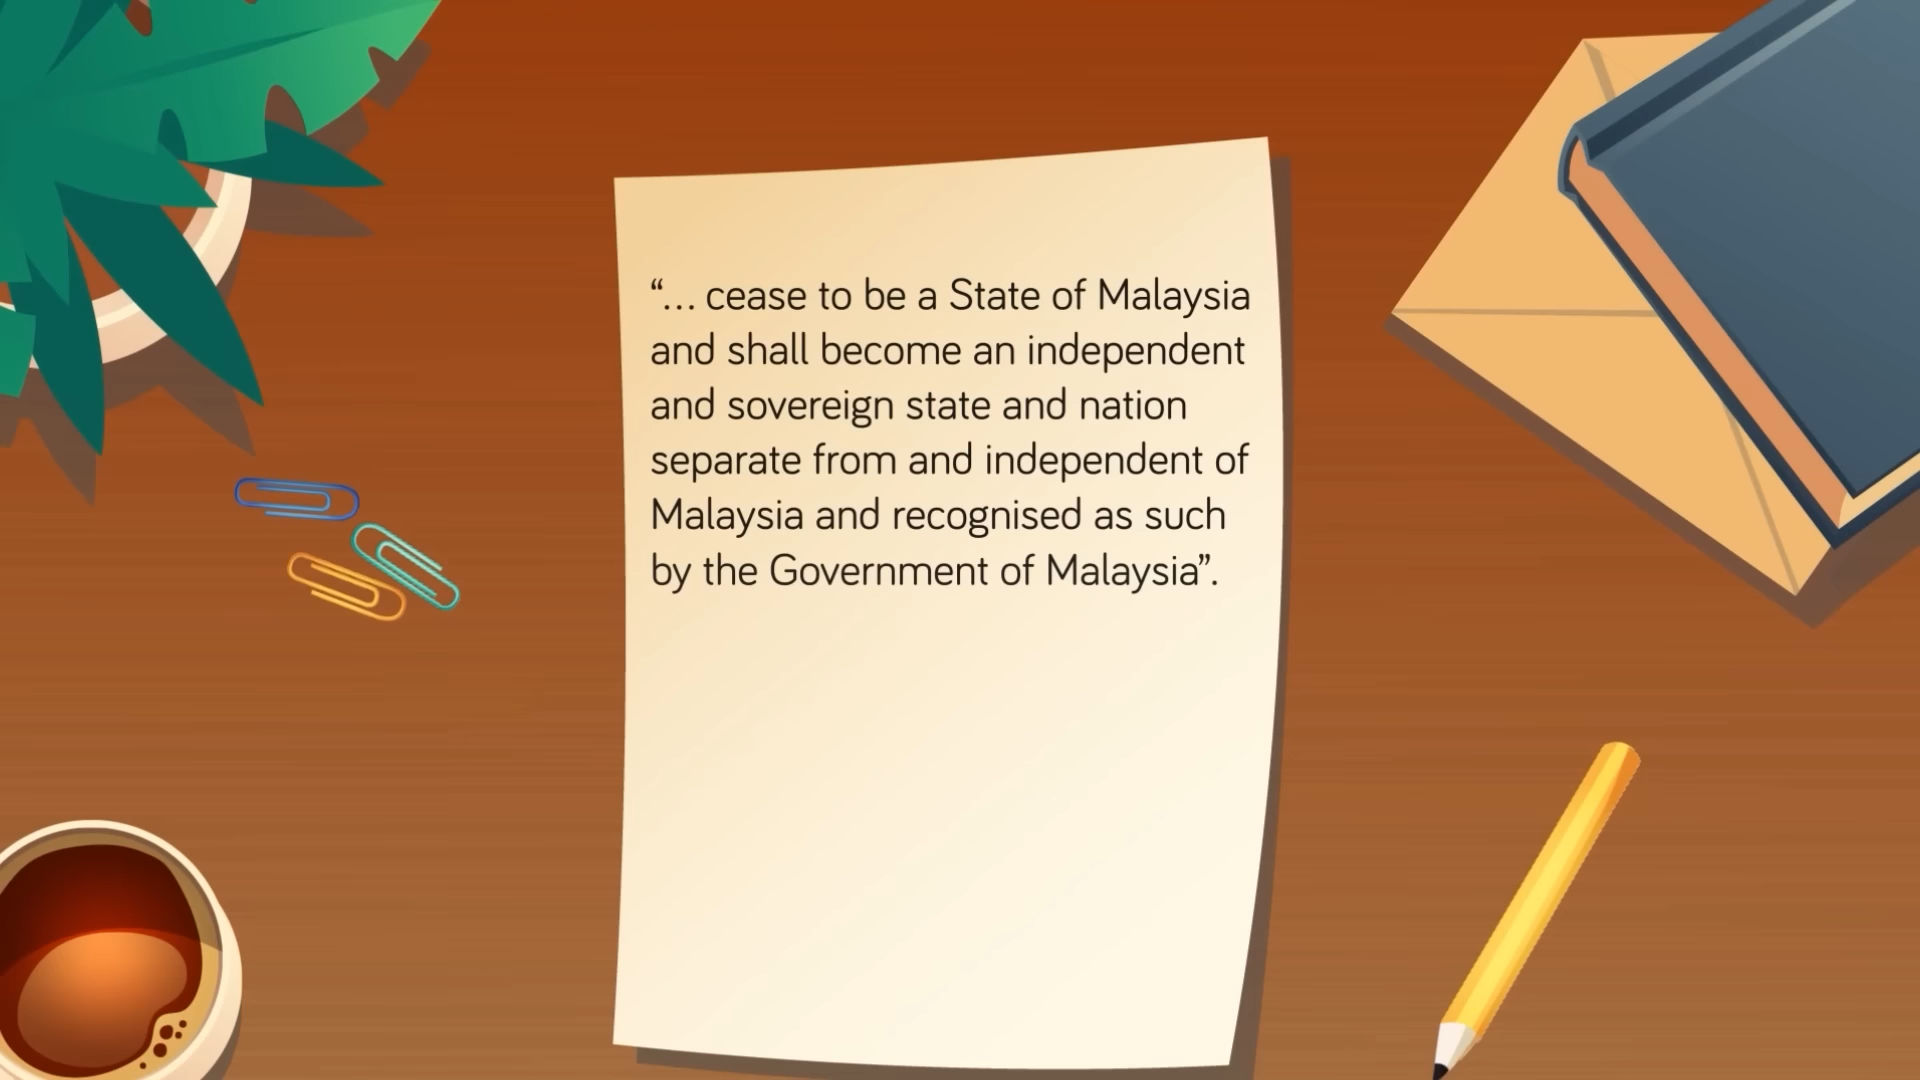 “... cease to be a State of Malaysia
and shall become an independent
and sovereign state and nation
separate from and independent of
Malaysia and recognised as such
by the Government of Malaysia”.